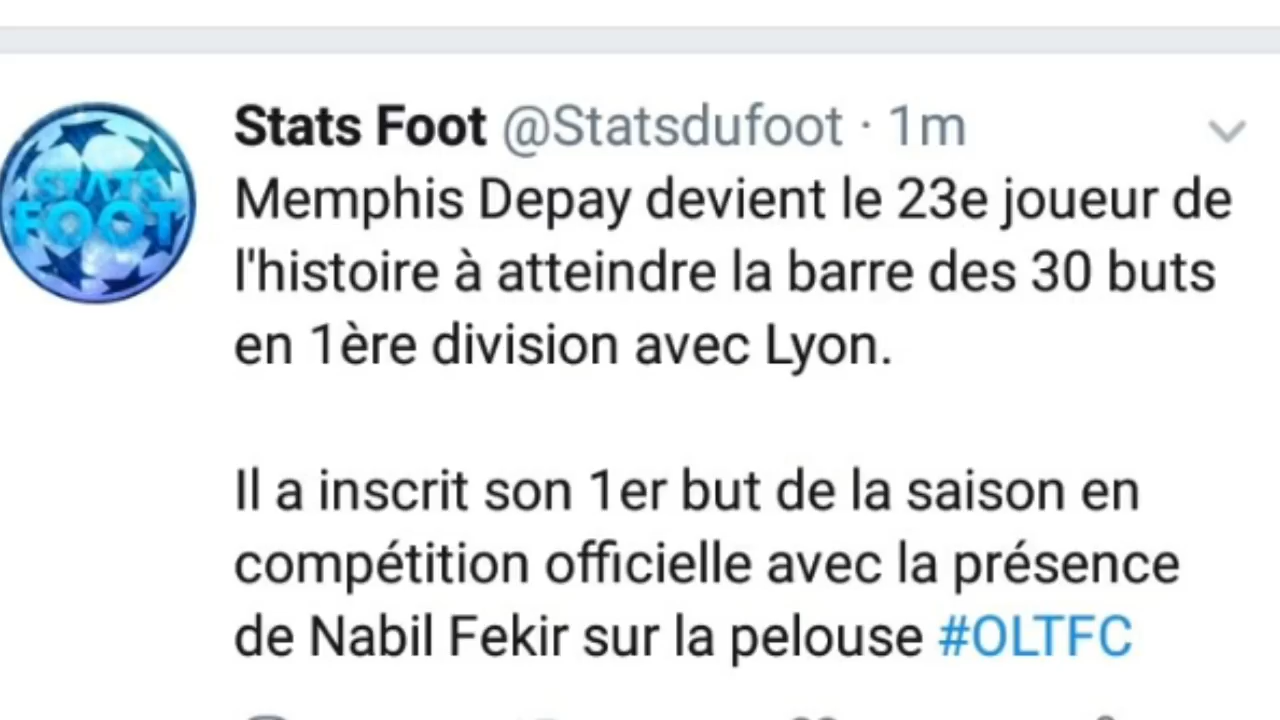 STATS
FOOT
Stats Foot @Statsdufoot · 1m
Memphis Depay devient le 23e joueur de
l'histoire à atteindre la barre des 30 buts
en 1ère division avec Lyon.
Il a inscrit son 1er but de la saison en
compétition officielle avec la présence
de Nabil Fekir sur la pelouse #OLTFC